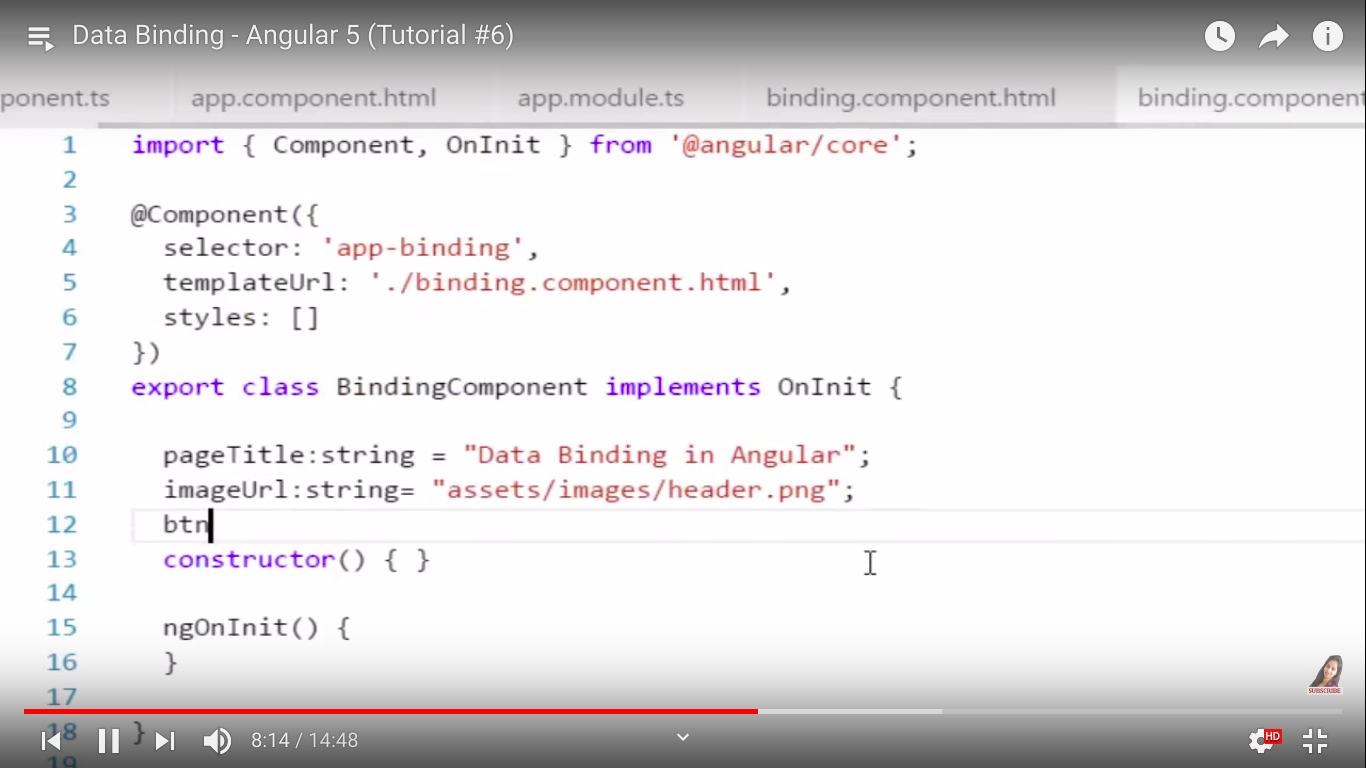 Data Binding - Angular 5 (Tutorial #6)
ponent.ts app.component.html app.module.ts binding.component.html binding.component
1 import { Component, OnInit } from '@angular/core';
2
3 @Component({
4 selector: 'app-binding',
5 templateUrl: './binding.component.html',
6 styles: []
7 })
8 export class BindingComponent implements OnInit {
9
10 pageTitle:string = "Data Binding in Angular";
11 imageUrl:string= "assets/images/header.png";
12 btn
13 constructor() { }
14
15 ngOnInit() {
16 }
SUBSCRIBE
17
18 }
8:14 / 14:48
HD
19